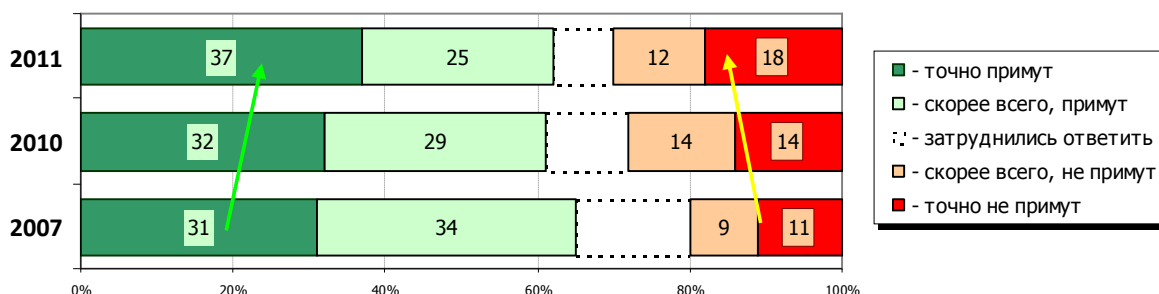 2011 37 25 12 18
2010 32 29 14 14
2007 31 34 9 11
0% 20% 40% 60% 80% 100%
- точно примут
- скорее всего, примут
- затруднились ответить
- скорее всего, не примут
- точно не примут